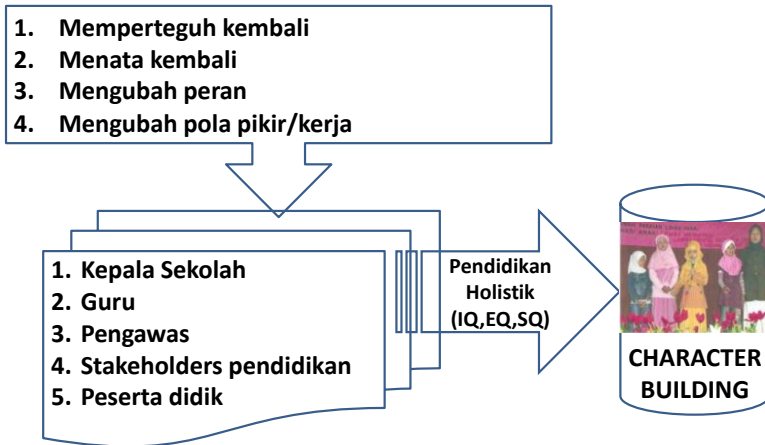 1. Memperteguh kembali
2. Menata kembali
3. Mengubah peran
4. Mengubah pola pikir/kerja
1. Kepala Sekolah
2. Guru
3. Pengawas
4. Stakeholders pendidikan
5. Peserta didik
Pendidikan
Holistik
(IQ,EQ,SQ)
CHARACTER
BUILDING